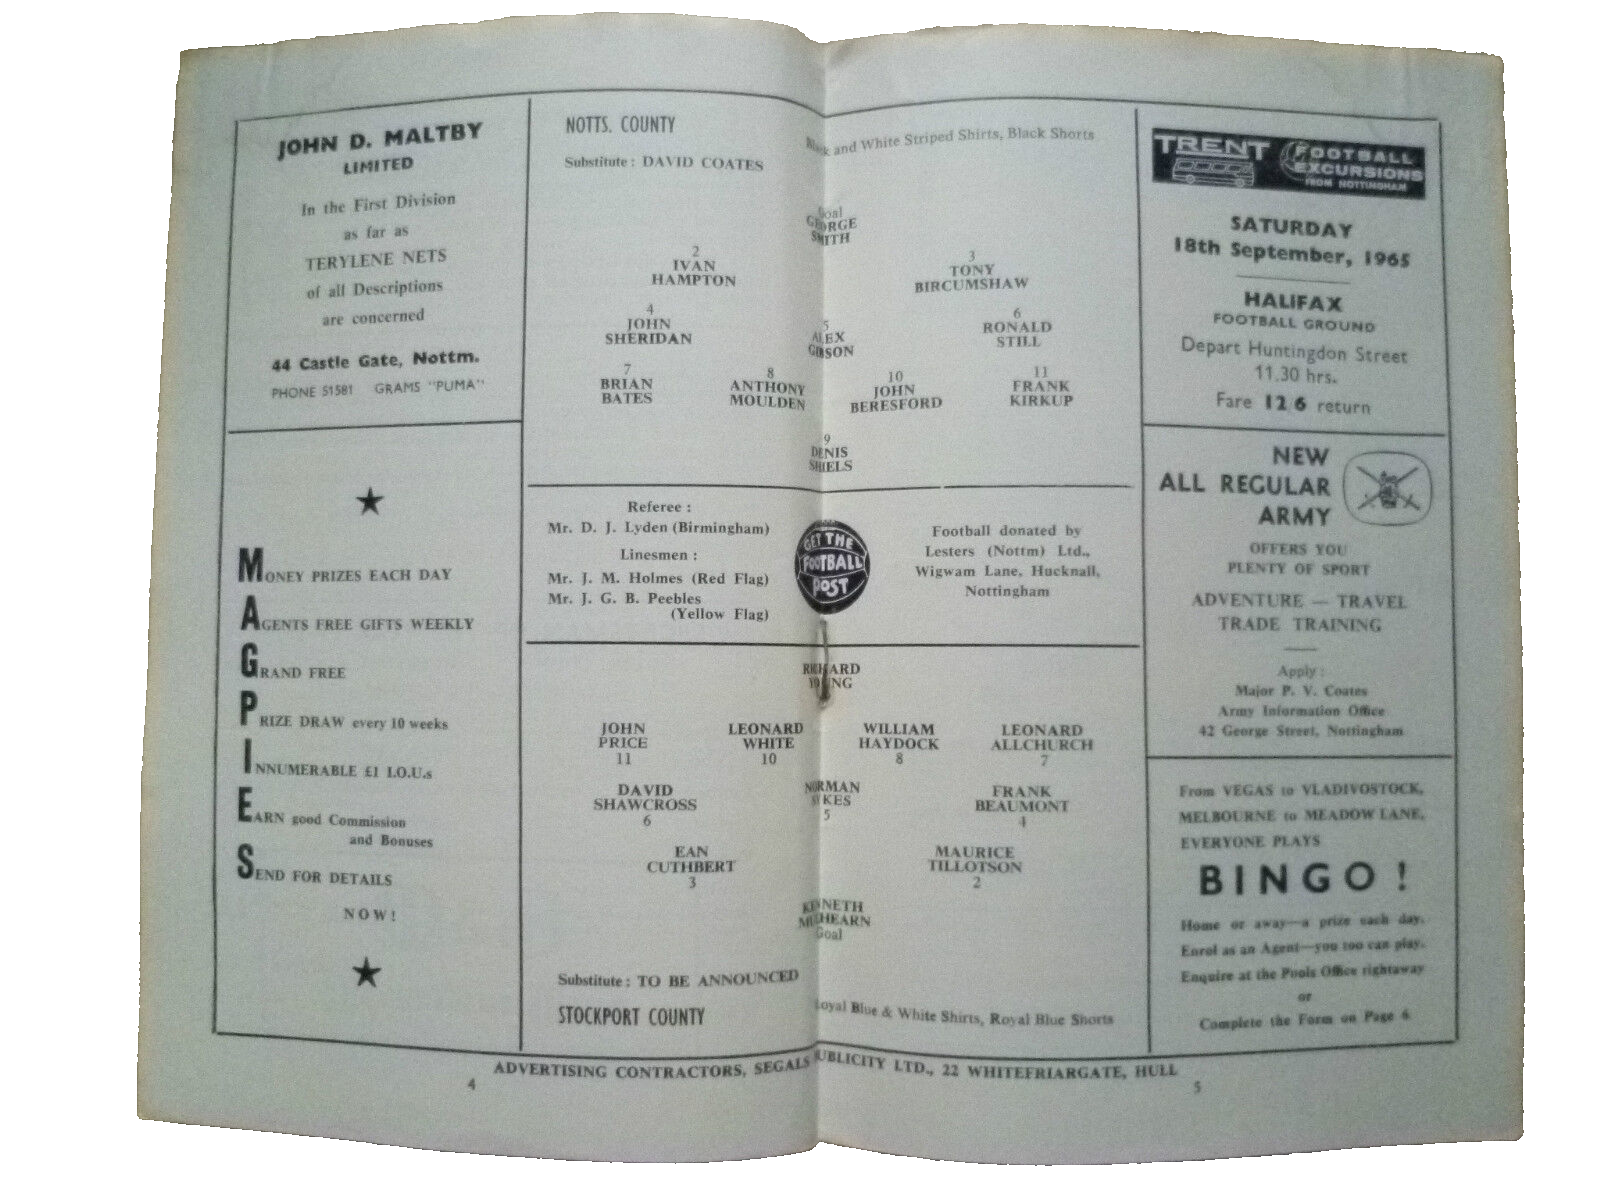 JOHN D. MALTBY
LIMITED
In the First Division
as far as
TERYLENE NETS
of all Descriptions
are concerned
44 Castle Gate, Nottm.
PHONE 51581 GRAMS "PUMA"
MONEY PRIZES EACH DAY
AGENTS FREE GIFTS WEEKLY
GRAND FREE
PRIZE DRAW every 10 weeks
INNUMERABLE £1 I.O.U.s
EARN good Commission
and Bonuses
SEND FOR DETAILS
NOW!
NOTTS. COUNTY
Black and White Striped Shirts, Black Shorts
Substitute : DAVID COATES
Goal
GEORGE
SMITH
2
IVAN
HAMPTON
3
TONY
BIRCUMSHAW
4
JOHN
SHERIDAN
5
ALEX
GIBSON
6
RONALD
STILL
7
BRIAN
BATES
8
ANTHONY
MOULDEN
10
JOHN
BERESFORD
11
FRANK
KIRKUP
9
DENIS
SHIELS
Referee :
Mr. D. J. Lyden (Birmingham)
Linesmen :
Mr. J. M. Holmes (Red Flag)
Mr. J. G. B. Peebles
(Yellow Flag)
GET THE
FOOTBALL
POST
Football donated by
Lesters (Nottm) Ltd.,
Wigwam Lane, Hucknall,
Nottingham
RICHARD
YOUNG
JOHN
PRICE
11
LEONARD
WHITE
10
WILLIAM
HAYDOCK
8
LEONARD
ALLCHURCH
7
DAVID
SHAWCROSS
6
NORMAN
SYKES
5
FRANK
BEAUMONT
4
EAN
CUTHBERT
3
MAURICE
TILLOTSON
2
KENNETH
MULHEARN
Goal
Substitute : TO BE ANNOUNCED
STOCKPORT COUNTY
Royal Blue & White Shirts, Royal Blue Shorts
TRENT FOOTBALL
EXCURSIONS
FROM NOTTINGHAM
SATURDAY
18th September, 1965
HALIFAX
FOOTBALL GROUND
Depart Huntingdon Street
11.30 hrs.
Fare 12 6 return
NEW
ALL REGULAR
ARMY
OFFERS YOU
PLENTY OF SPORT
ADVENTURE — TRAVEL
TRADE TRAINING
Apply :
Major P. V. Coates
Army Information Office
42 George Street, Nottingham
From VEGAS to VLADIVOSTOCK,
MELBOURNE to MEADOW LANE,
EVERYONE PLAYS
BINGO !
Home or away—a prize each day.
Enrol as an Agent—you too can play.
Enquire at the Pools Office rightaway
or
Complete the Form on Page 6
ADVERTISING CONTRACTORS, SEGALS PUBLICITY LTD., 22 WHITEFRIARGATE, HULL
4
5